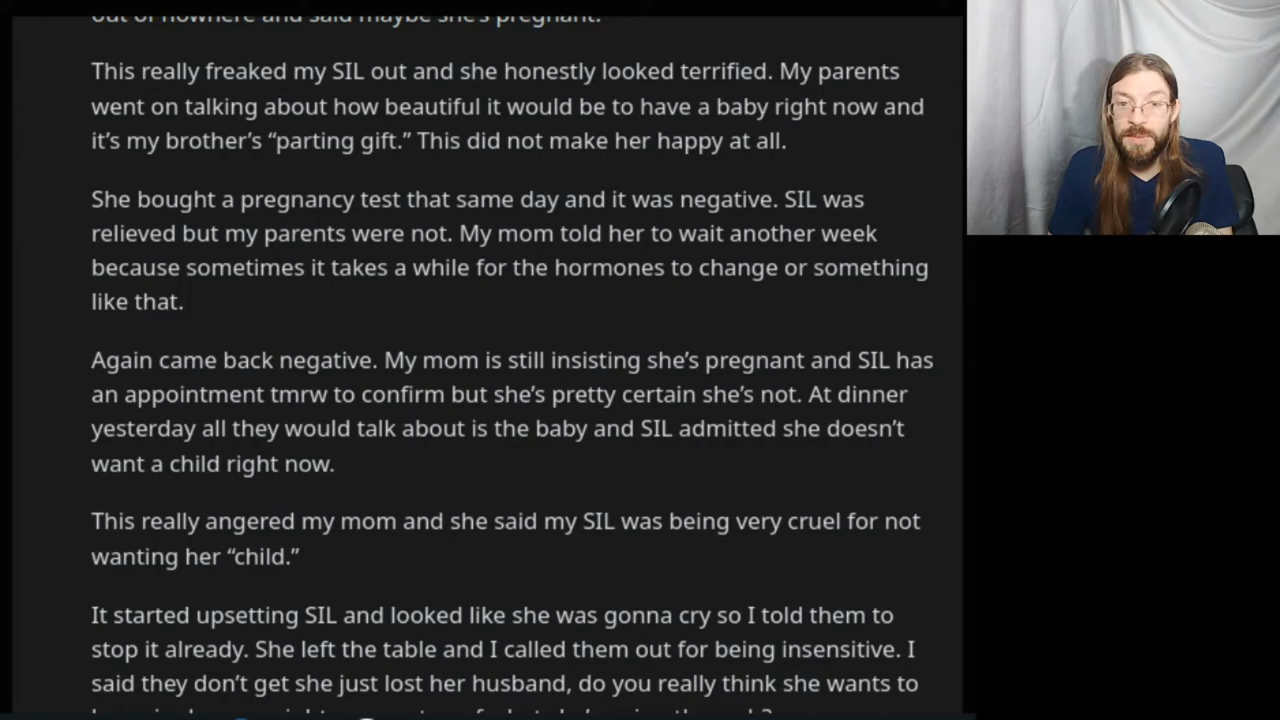 out of nowhere and said maybe she's pregnant.
This really freaked my SIL out and she honestly looked terrified. My parents
went on talking about how beautiful it would be to have a baby right now and
it’s my brother’s “parting gift.” This did not make her happy at all.
She bought a pregnancy test that same day and it was negative. SIL was
relieved but my parents were not. My mom told her to wait another week
because sometimes it takes a while for the hormones to change or something
like that.
Again came back negative. My mom is still insisting she’s pregnant and SIL has
an appointment tmrw to confirm but she’s pretty certain she’s not. At dinner
yesterday all they would talk about is the baby and SIL admitted she doesn’t
want a child right now.
This really angered my mom and she said my SIL was being very cruel for not
wanting her “child.”
It started upsetting SIL and looked like she was gonna cry so I told them to
stop it already. She left the table and I called them out for being insensitive. I
said they don’t get she just lost her husband, do you really think she wants to